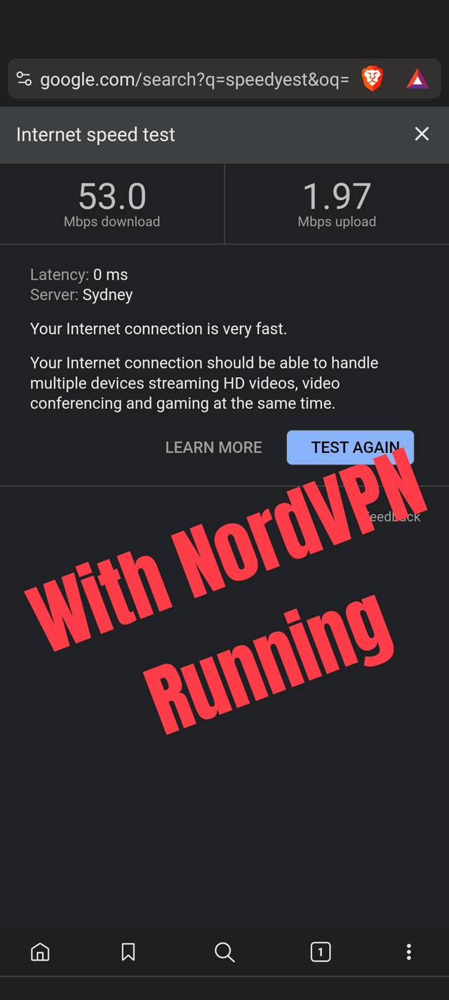 google.com/search?q=speedyest&oq=
Internet speed test
53.0
Mbps download
1.97
Mbps upload
Latency: 0 ms
Server: Sydney
Your Internet connection is very fast.
Your Internet connection should be able to handle
multiple devices streaming HD videos, video
conferencing and gaming at the same time.
LEARN MORE
TEST AGAIN
Feedback
With NordVPN
Running
1